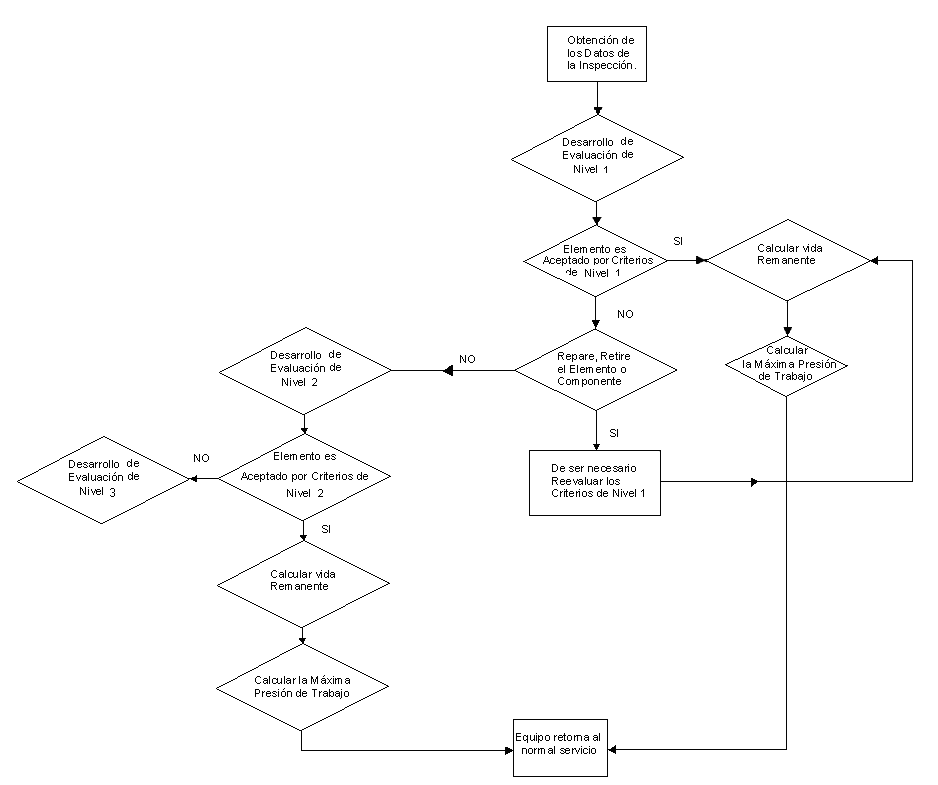 Obtención de
los Datos de
la Inspección.
Desarrollo de
Evaluación de
Nivel 1
Elemento es
Aceptado por Criterios
de Nivel 1
SI
Calcular vida
Remanente
NO
Calcular
la Máxima Presión
de Trabajo
Repare, Retire
el Elemento o
Componente
NO
Desarrollo de
Evaluación de
Nivel 2
SI
De ser necesario
Reevaluar los
Criterios de Nivel 1
Elemento es
Aceptado por Criterios de
Nivel 2
NO
Desarrollo de
Evaluación de
Nivel 3
SI
Calcular vida
Remanente
Calcular la Máxima
Presión de Trabajo
Equipo retorna al
normal servicio